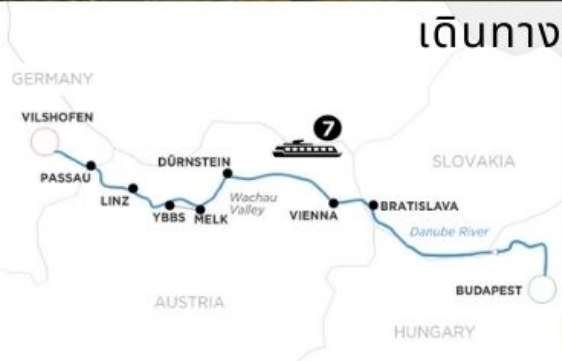 เดินทาง
GERMANY
VILSHOFEN
7
DÜRNSTEIN
SLOVAKIA
PASSAU
LINZ
Wachau
Valley
YBBS
MELK
VIENNA
BRATISLAVA
Danube River
BUDAPEST
AUSTRIA
HUNGARY